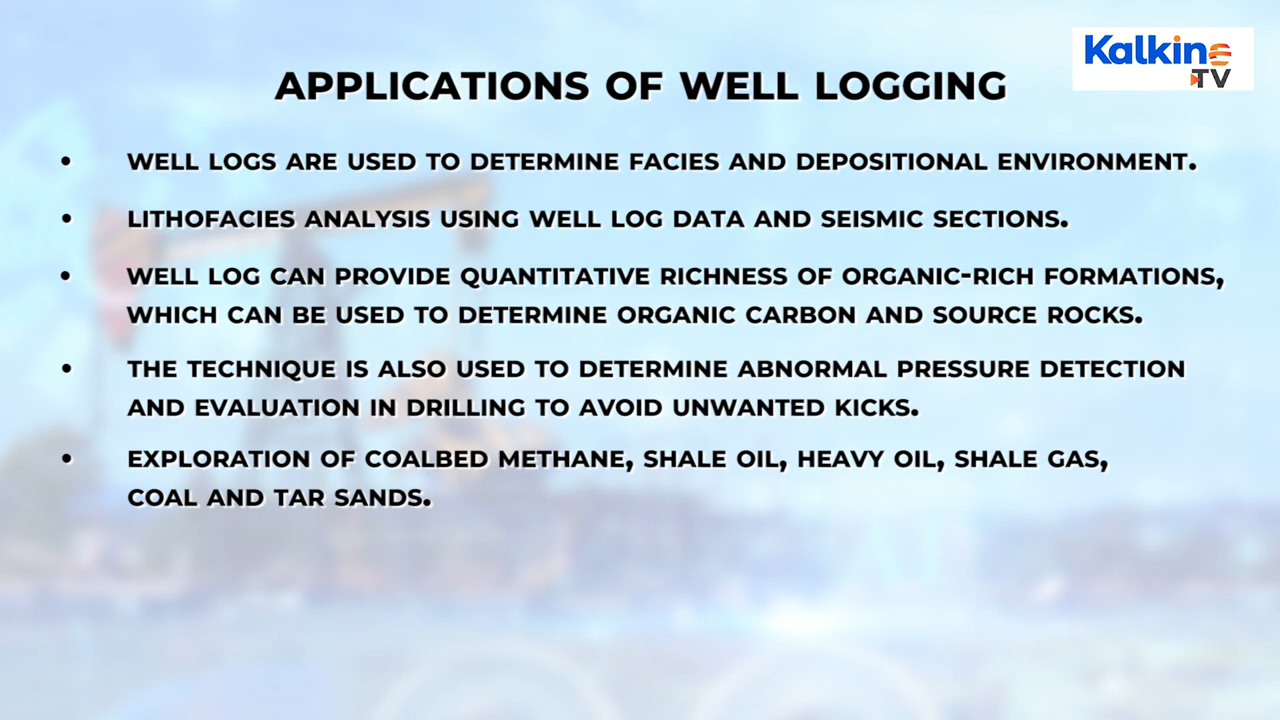 Kalkine
TV
APPLICATIONS OF WELL LOGGING
• WELL LOGS ARE USED TO DETERMINE FACIES AND DEPOSITIONAL ENVIRONMENT.
• LITHOFACIES ANALYSIS USING WELL LOG DATA AND SEISMIC SECTIONS.
• WELL LOG CAN PROVIDE QUANTITATIVE RICHNESS OF ORGANIC-RICH FORMATIONS,
WHICH CAN BE USED TO DETERMINE ORGANIC CARBON AND SOURCE ROCKS.
• THE TECHNIQUE IS ALSO USED TO DETERMINE ABNORMAL PRESSURE DETECTION
AND EVALUATION IN DRILLING TO AVOID UNWANTED KICKS.
• EXPLORATION OF COALBED METHANE, SHALE OIL, HEAVY OIL, SHALE GAS,
COAL AND TAR SANDS.